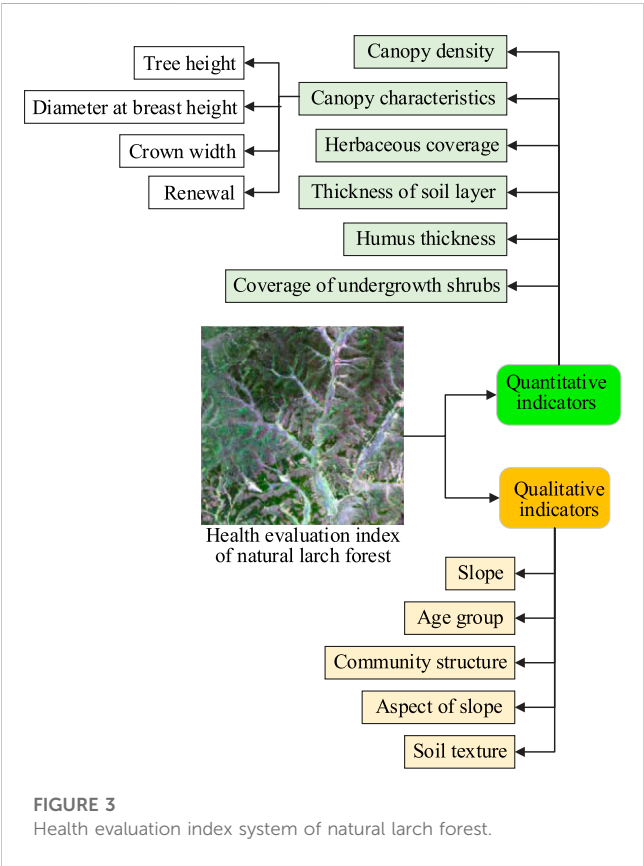 Canopy density
Tree height
Canopy characteristics
Diameter at breast height
Herbaceous coverage
Crown width
Thickness of soil layer
Renewal
Humus thickness
Coverage of undergrowth shrubs
Quantitative
indicators
Qualitative
indicators
Health evaluation index
of natural larch forest
Slope
Age group
Community structure
Aspect of slope
Soil texture
FIGURE 3
Health evaluation index system of natural larch forest.